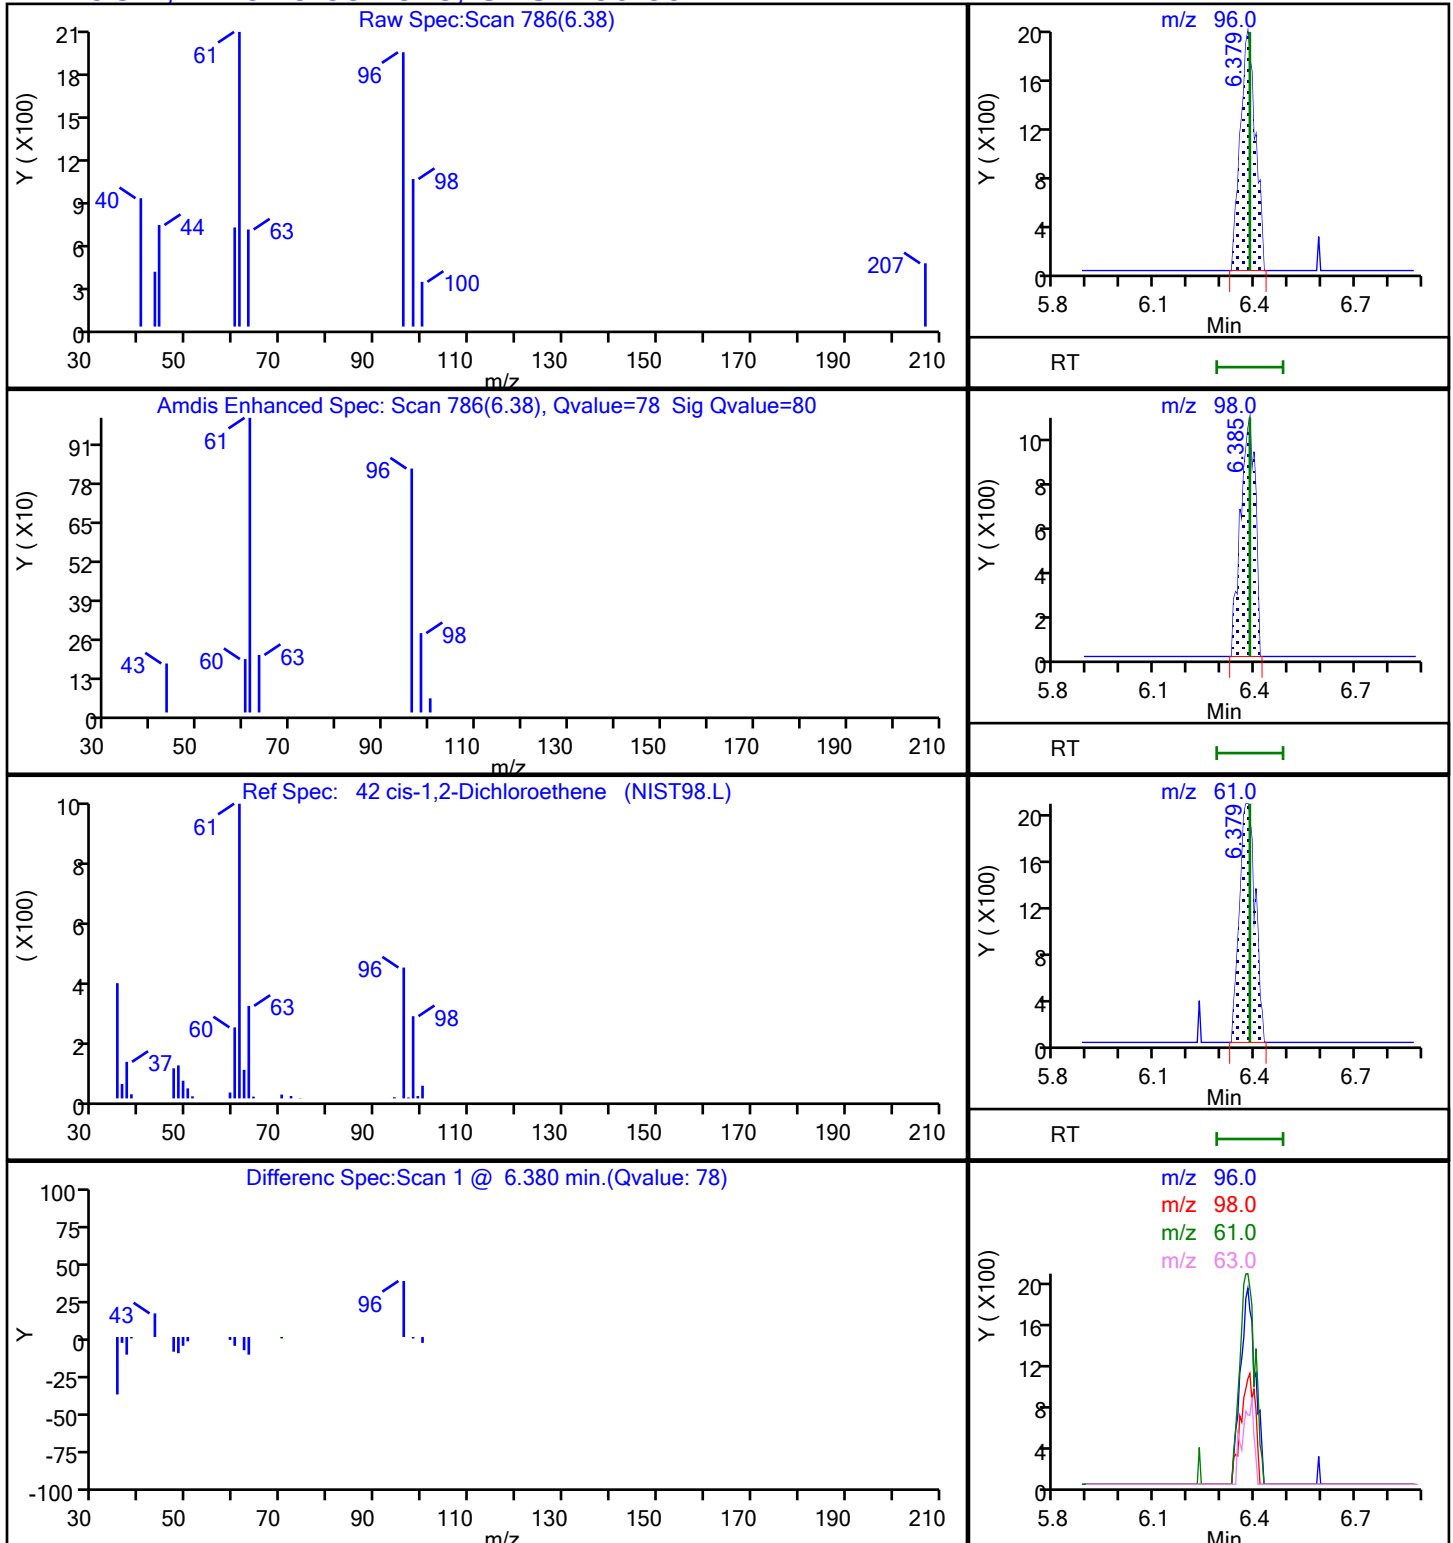 Raw Spec:Scan 786(6.38)
21
18
15
12
9
6
3
0
Y ( X100)
61
96
40
44
63
98
100
207
30 50 70 90 110 130 150 170 190 210
m/z
m/z 96.0
20
16
12
8
4
0
Y ( X100)
6.379
5.8 6.1 6.4 6.7
Min
RT
Amdis Enhanced Spec: Scan 786(6.38), Qvalue=78 Sig Qvalue=80
91
78
65
52
39
26
13
0
Y ( X10)
61
96
43
60
63
98
30 50 70 90 110 130 150 170 190 210
m/z
m/z 98.0
10
8
6
4
2
0
Y ( X100)
6.385
5.8 6.1 6.4 6.7
Min
RT
Ref Spec: 42 cis-1,2-Dichloroethene (NIST98.L)
10
8
6
4
2
0
( X100)
61
96
37
60
63
98
30 50 70 90 110 130 150 170 190 210
m/z 61.0
20
16
12
8
4
0
Y ( X100)
6.379
5.8 6.1 6.4 6.7
Min
RT
Differenc Spec:Scan 1 @ 6.380 min.(Qvalue: 78)
100
75
50
25
0
-25
-50
-75
-100
Y
43
96
30 50 70 90 110 130 150 170 190 210
m/z
m/z 96.0
m/z 98.0
m/z 61.0
m/z 63.0
20
16
12
8
4
0
Y ( X100)
5.8 6.1 6.4 6.7
Min